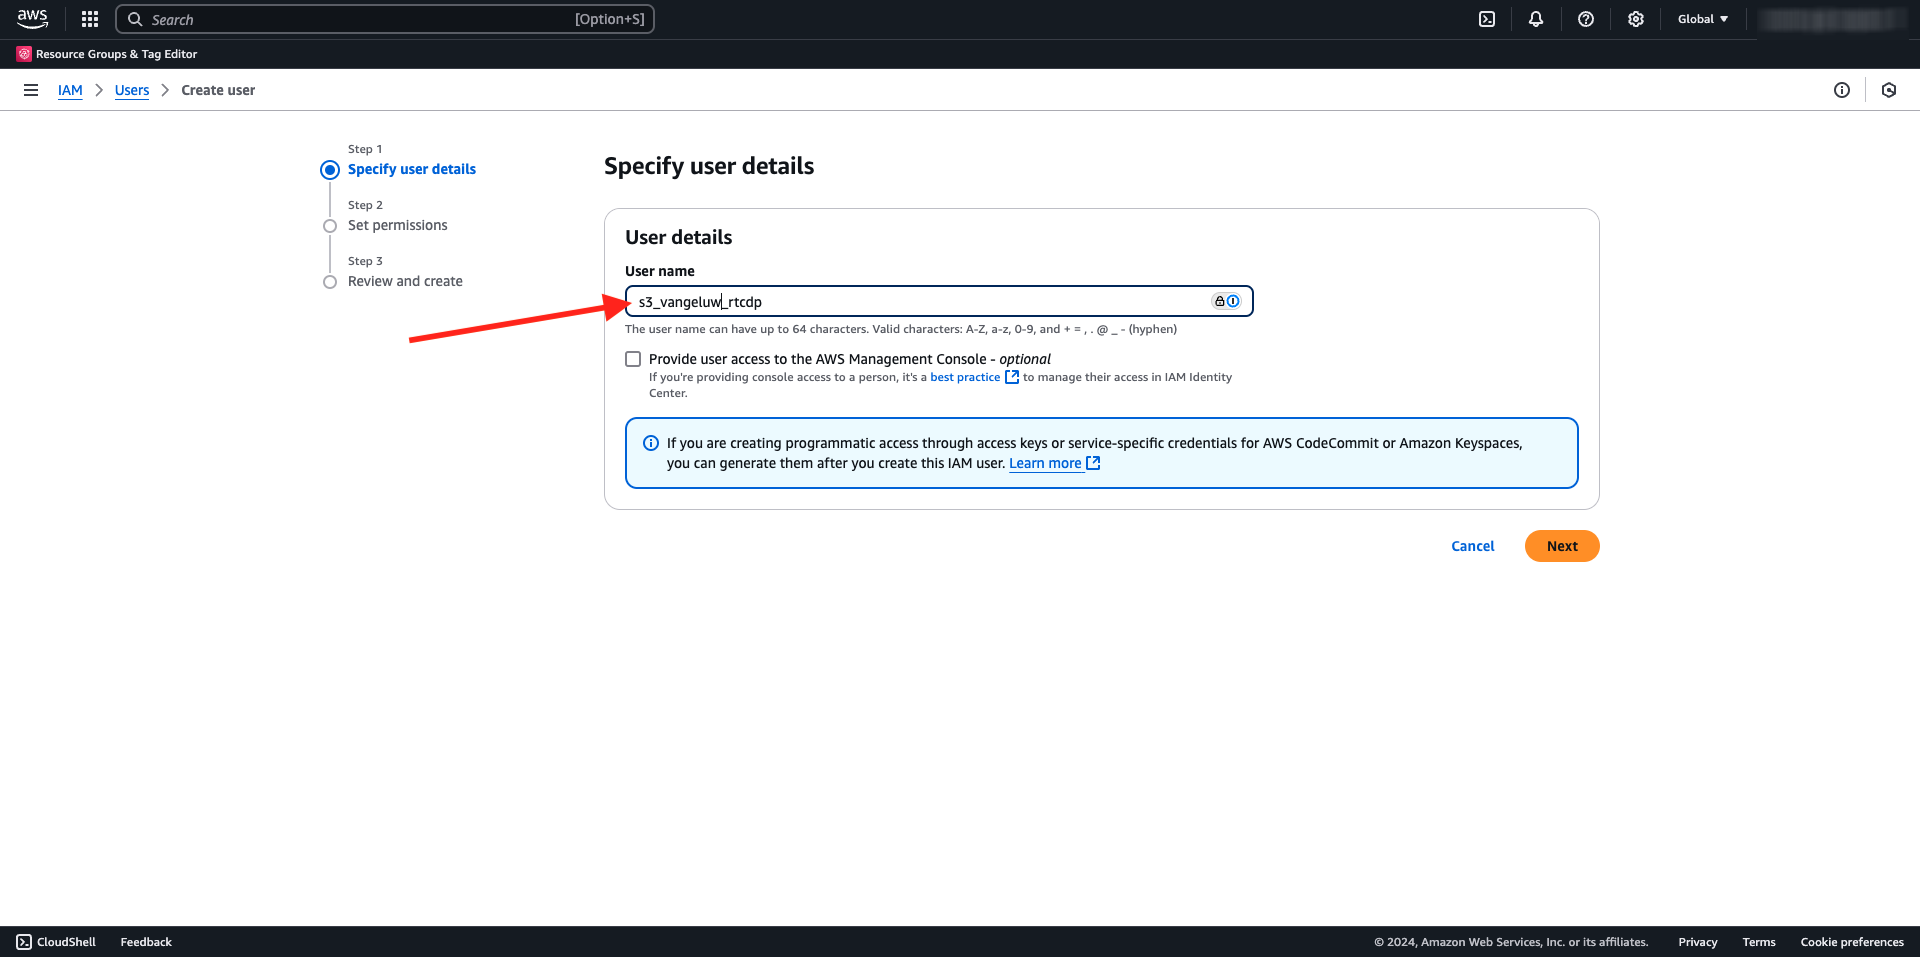 aws
Search
[Option+S]
Global
Resource Groups & Tag Editor
IAM
Users
Create user
Step 1
Specify user details
Step 2
Set permissions
Step 3
Review and create
Specify user details
User details
User name
s3_vangeluw_rtcdp
The user name can have up to 64 characters. Valid characters: A-Z, a-z, 0-9, and + = , . @ _ - (hyphen)
Provide user access to the AWS Management Console - optional
If you're providing console access to a person, it's a best practice to manage their access in IAM Identity
Center.
If you are creating programmatic access through access keys or service-specific credentials for AWS CodeCommit or Amazon Keyspaces,
you can generate them after you create this IAM user. Learn more
Cancel
Next
CloudShell
Feedback
© 2024, Amazon Web Services, Inc. or its affiliates.
Privacy
Terms
Cookie preferences